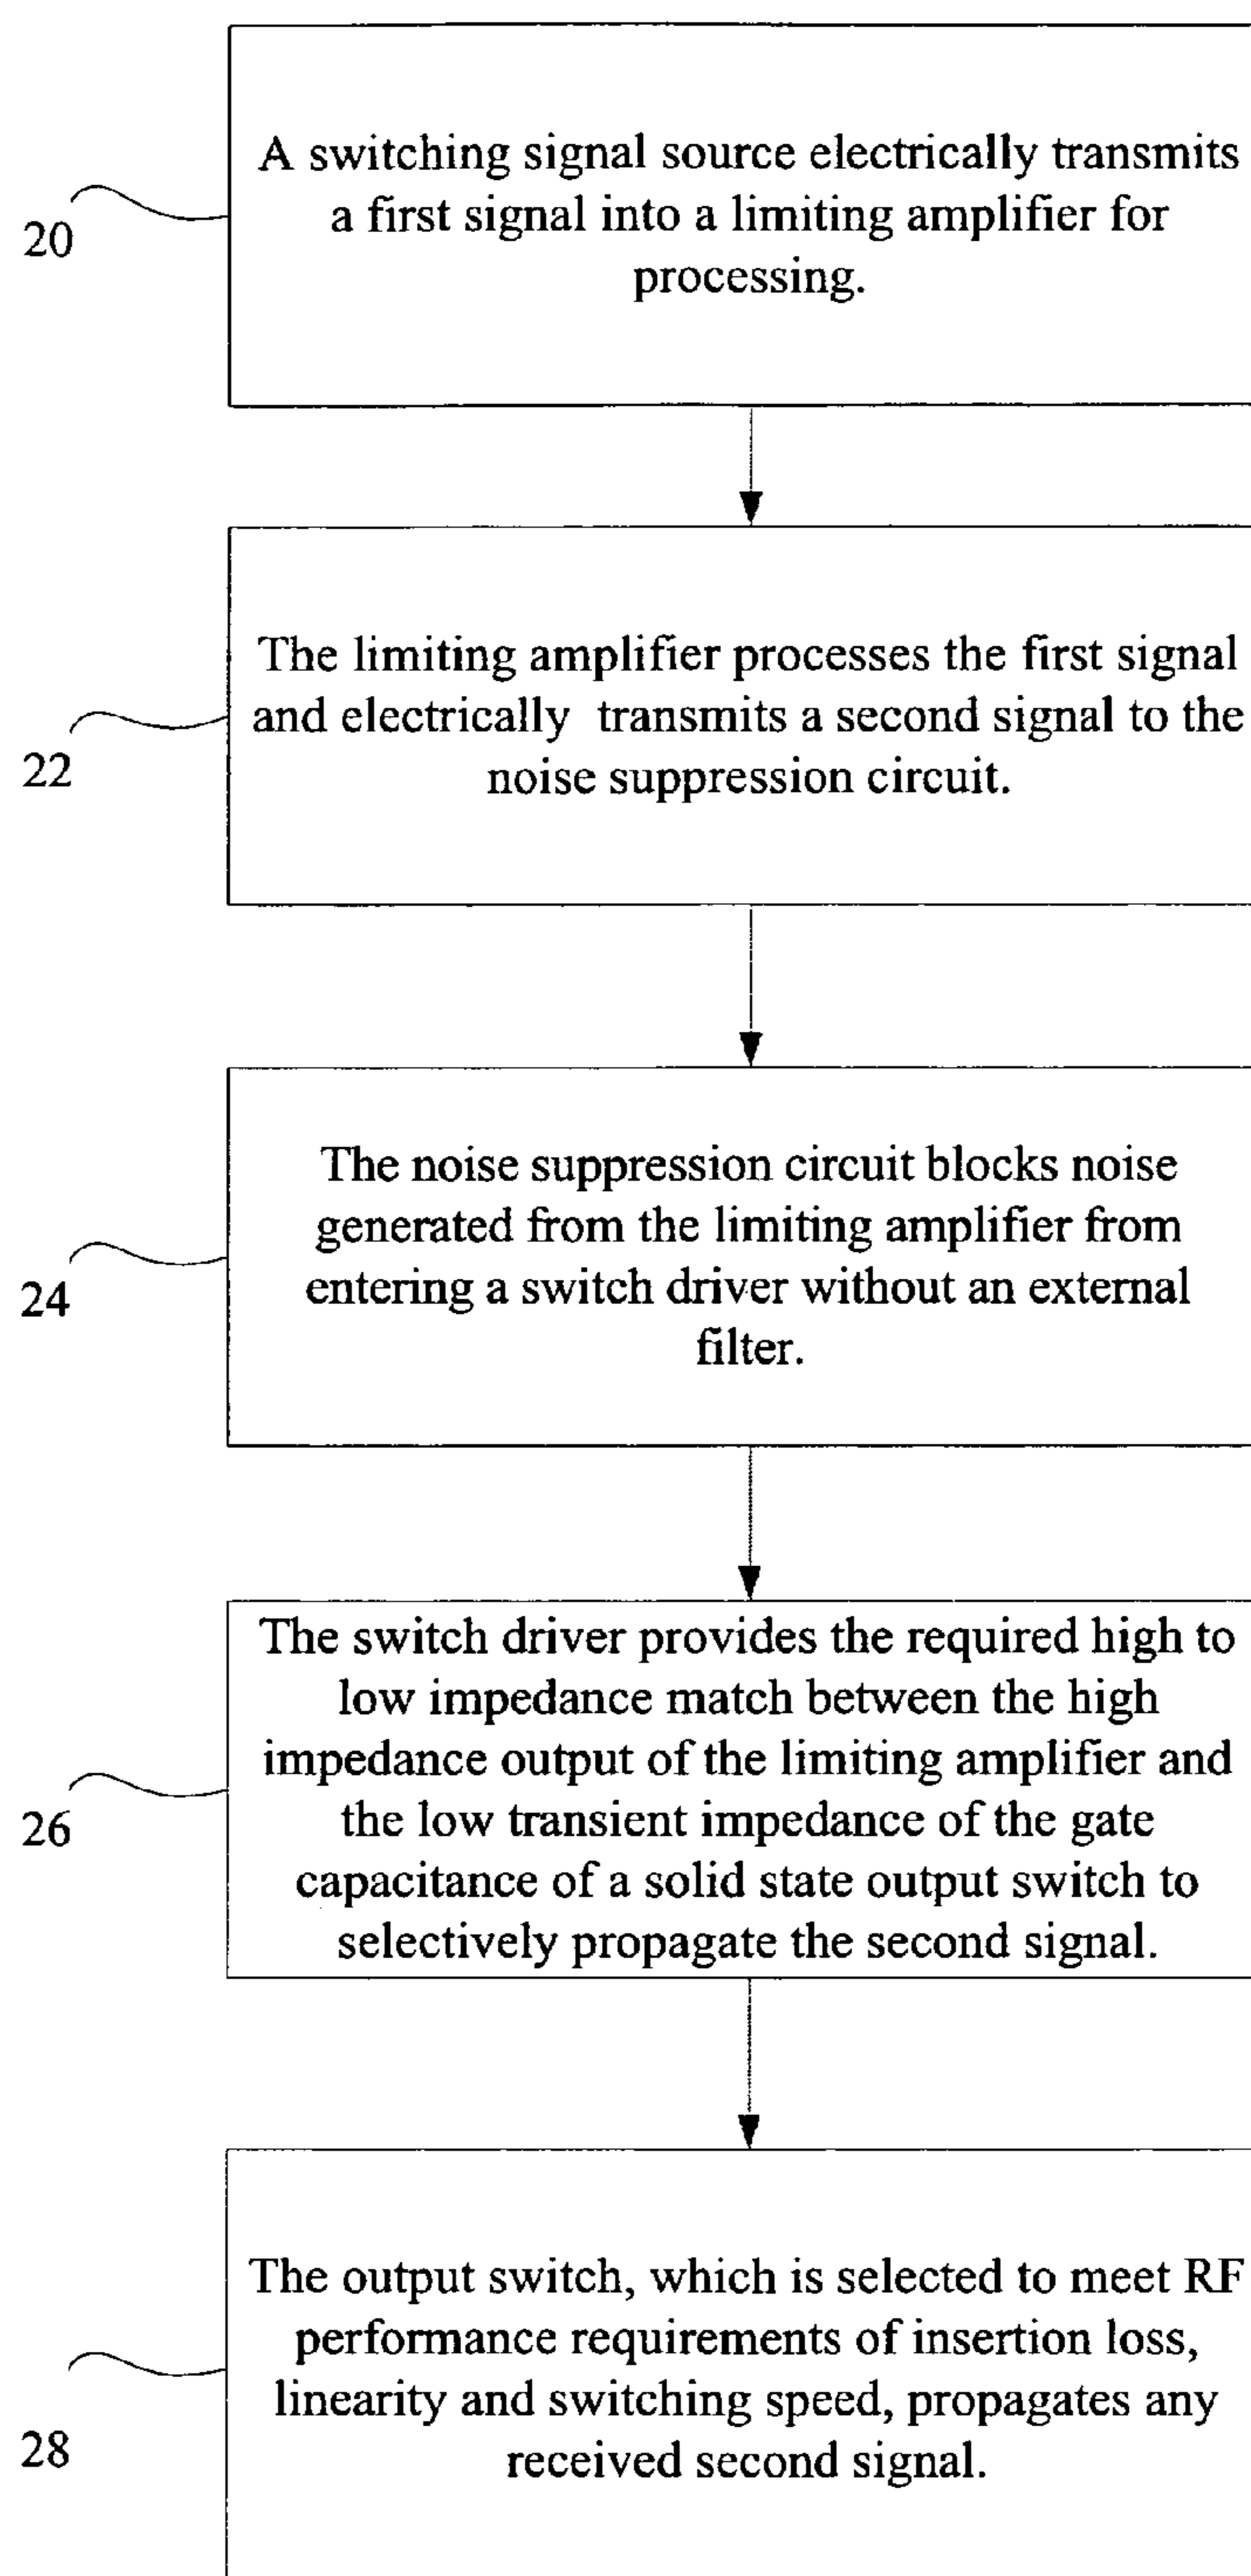 A switching signal source electrically transmits
a first signal into a limiting amplifier for
processing.
20
The limiting amplifier processes the first signal
and electrically transmits a second signal to the
noise suppression circuit.
22
The noise suppression circuit blocks noise
generated from the limiting amplifier from
entering a switch driver without an external
filter.
24
The switch driver provides the required high to
low impedance match between the high
impedance output of the limiting amplifier and
the low transient impedance of the gate
capacitance of a solid state output switch to
selectively propagate the second signal.
26
The output switch, which is selected to meet RF
performance requirements of insertion loss,
linearity and switching speed, propagates any
received second signal.
28